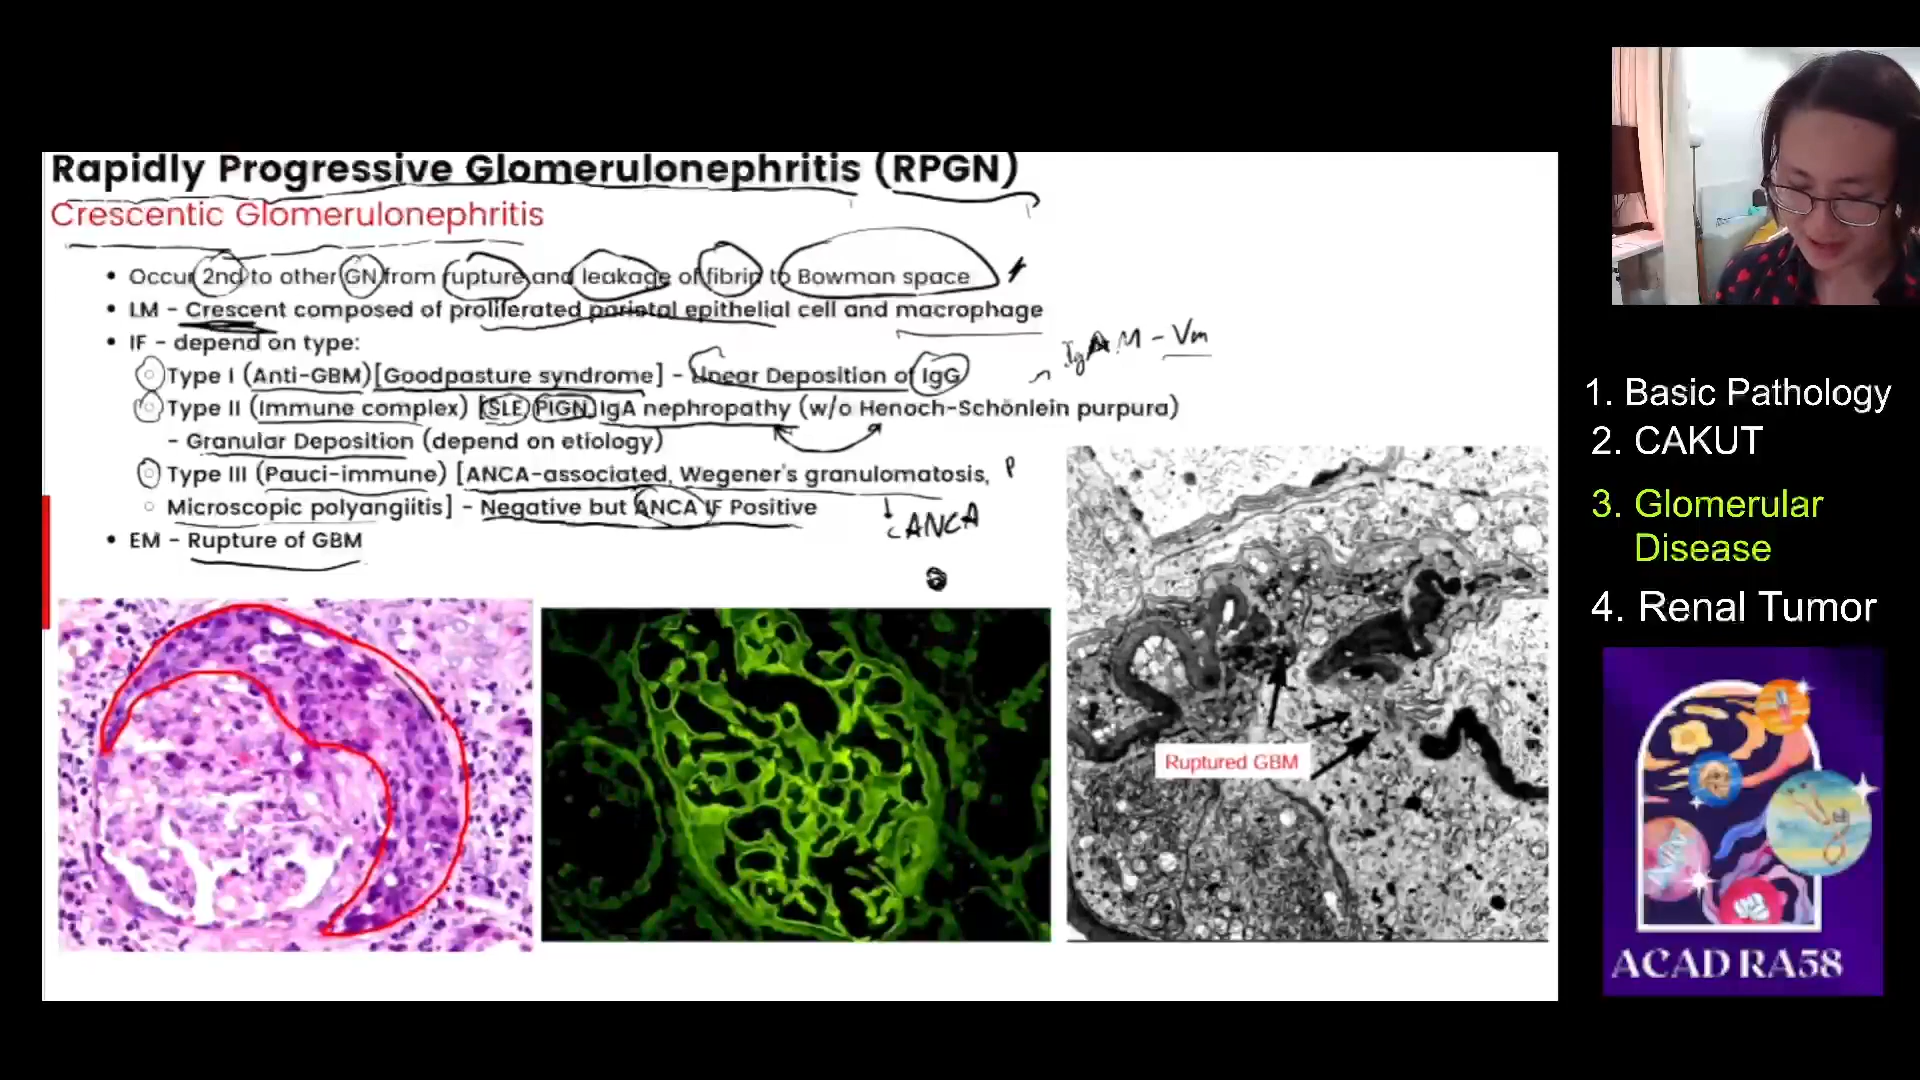 Rapidly Progressive Glomerulonephritis (RPGN)
Crescentic Glomerulonephritis
• Occur 2nd to other GN from rupture and leakage of fibrin to Bowman space
• LM - Crescent composed of proliferated parietal epithelial cell and macrophage
• IF - depend on type:
IgA M - Vm
○ Type I (Anti-GBM) [Goodpasture syndrome] - Linear Deposition of IgG
○ Type II (Immune complex) [SLE, PIGN, IgA nephropathy (w/o Henoch-Schönlein purpura)
- Granular Deposition (depend on etiology)
○ Type III (Pauci-immune) [ANCA-associated, Wegener's granulomatosis, P
○ Microscopic polyangiitis] - Negative but ANCA IF Positive
cANCA
• EM - Rupture of GBM
Ruptured GBM
1. Basic Pathology
2. CAKUT
3. Glomerular
Disease
4. Renal Tumor
ACAD RA58